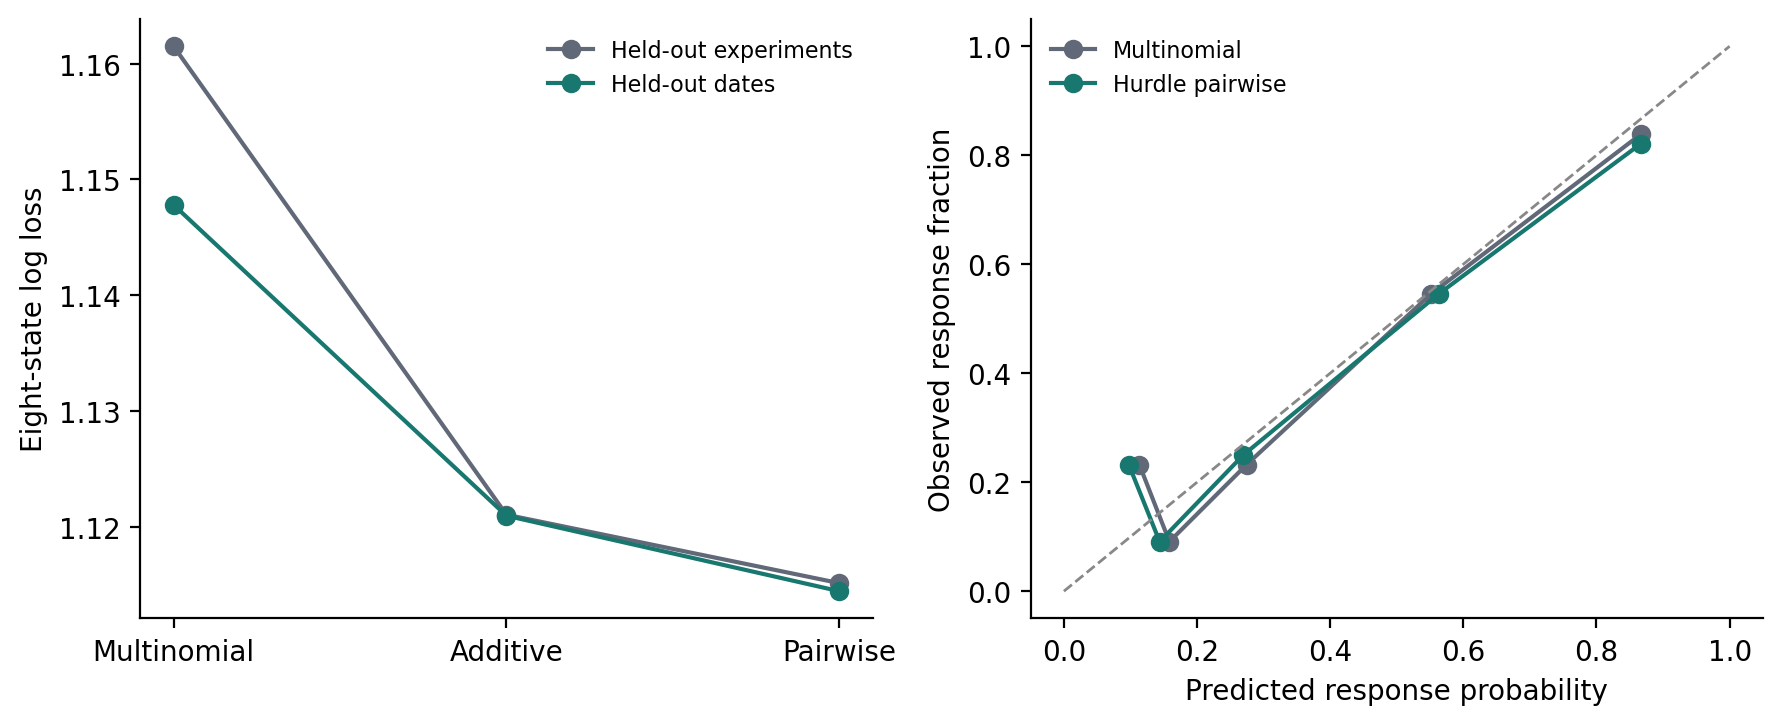 Eight-state log loss
1.16
1.15
1.14
1.13
1.12
Held-out experiments
Held-out dates
Multinomial
Additive
Pairwise
Observed response fraction
1.0
0.8
0.6
0.4
0.2
0.0
Multinomial
Hurdle pairwise
0.0
0.2
0.4
0.6
0.8
1.0
Predicted response probability